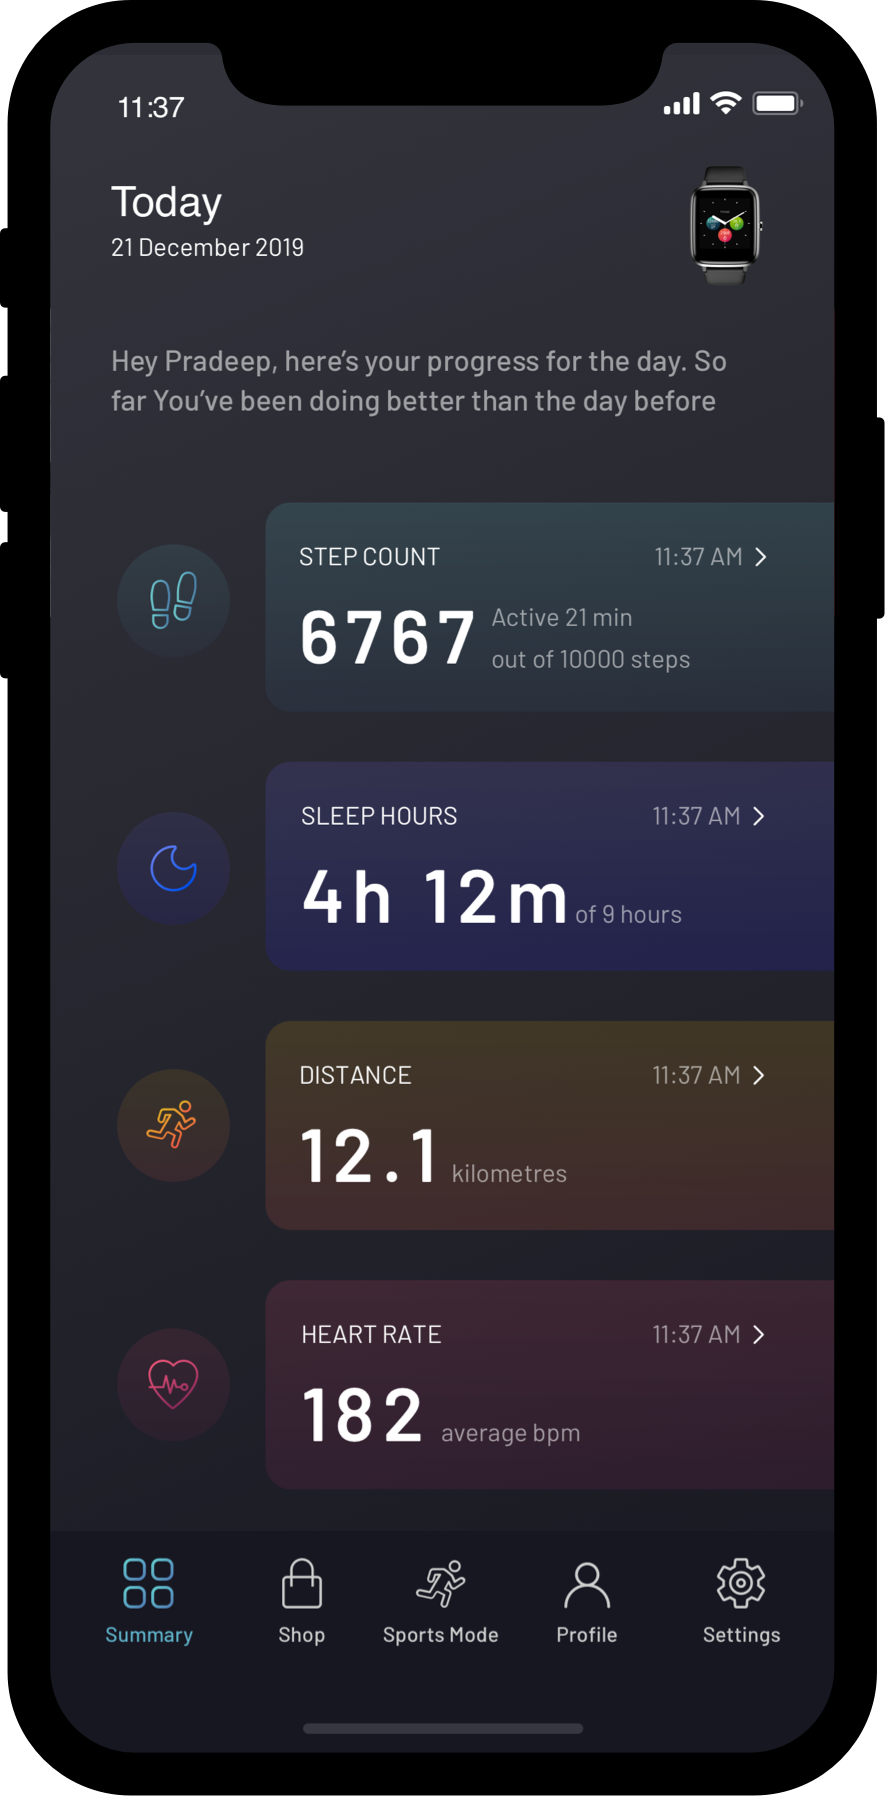 11:37
Today
21 December 2019
Hey Pradeep, here's your progress for the day. So
far You've been doing better than the day before
STEP COUNT 11:37 AM
6767 Active 21 min
out of 10000 steps
SLEEP HOURS 11:37 AM
4h 12m of 9 hours
DISTANCE 11:37 AM
12.1 kilometres
HEART RATE 11:37 AM
182 average bpm
Summary Shop Sports Mode Profile Settings